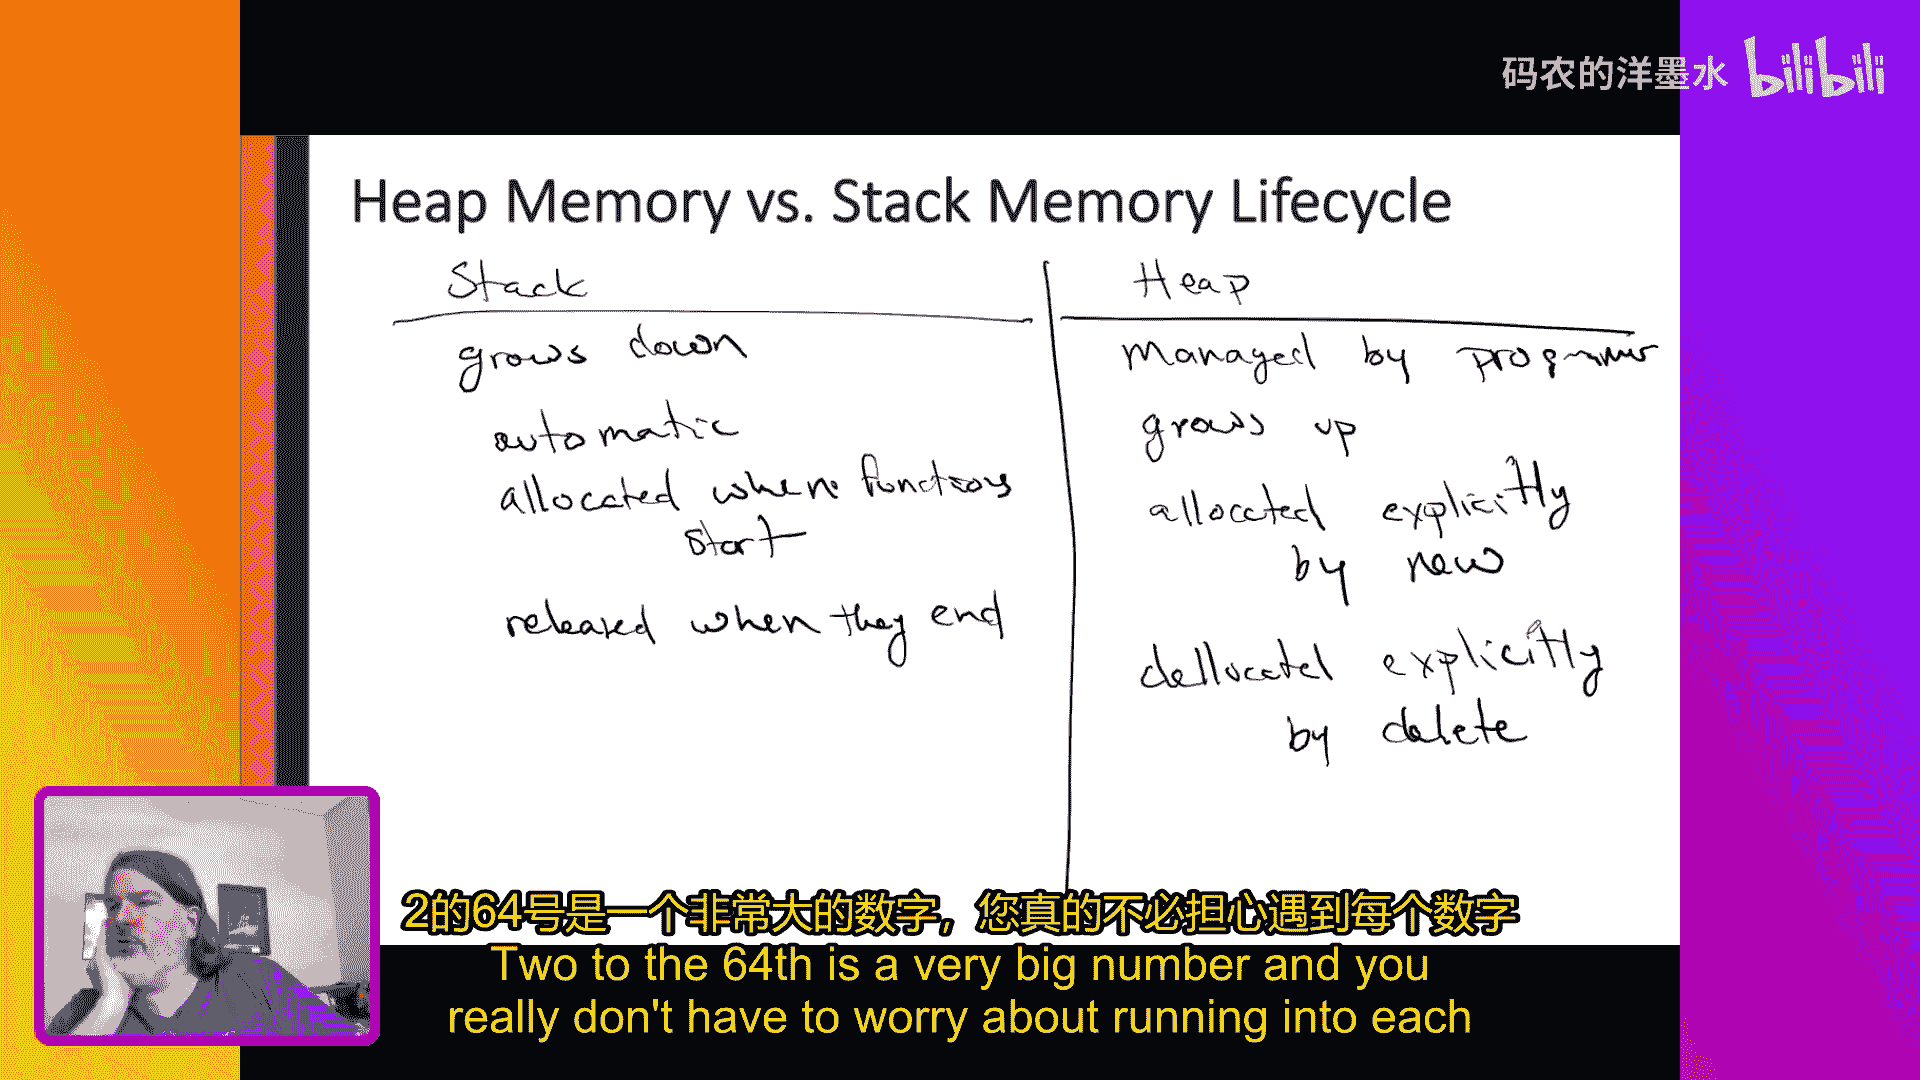 码农的洋墨水 bilibili
Heap Memory vs. Stack Memory Lifecycle
Stack
grows down
automatic
allocated when functions
start
released when they end
Heap
managed by
grows up
allocated explicitly
by new
dellocated explicitly
by delete
2的64号是一个非常大的数字，您真的不必担心遇到每个数字
Two to the 64th is a very big number and you
really don't have to worry about running into each